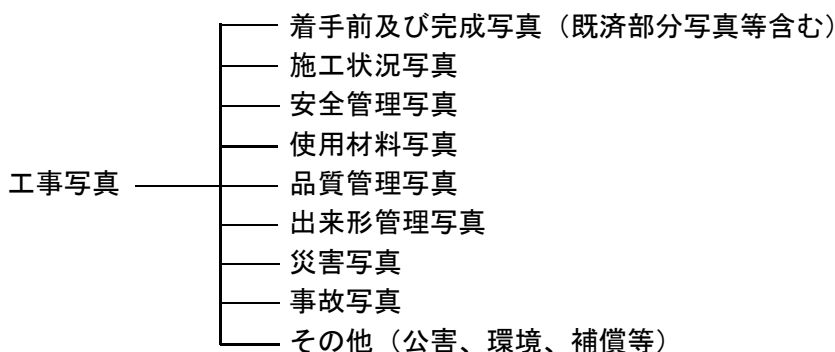 着手前及び完成写真（既済部分写真等含む）
施工状況写真
安全管理写真
使用材料写真
工事写真
品質管理写真
出来形管理写真
災害写真
事故写真
その他（公害、環境、補償等）